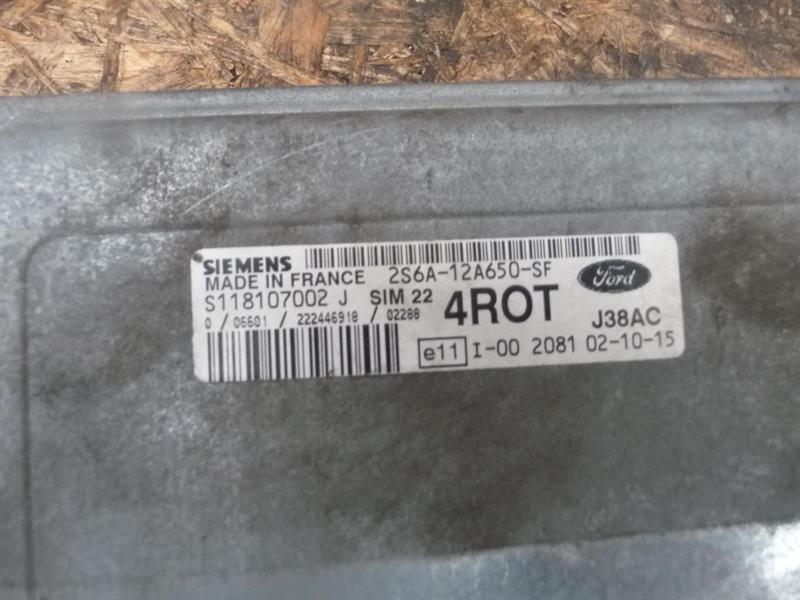 SIEMENS
MADE IN FRANCE 2S6A-12A650-SF
Ford
S118107002 J SIM 22
4ROT J38AC
0 / 06601 / 222446918 / 02288
e11 I-00 2081 02-10-15